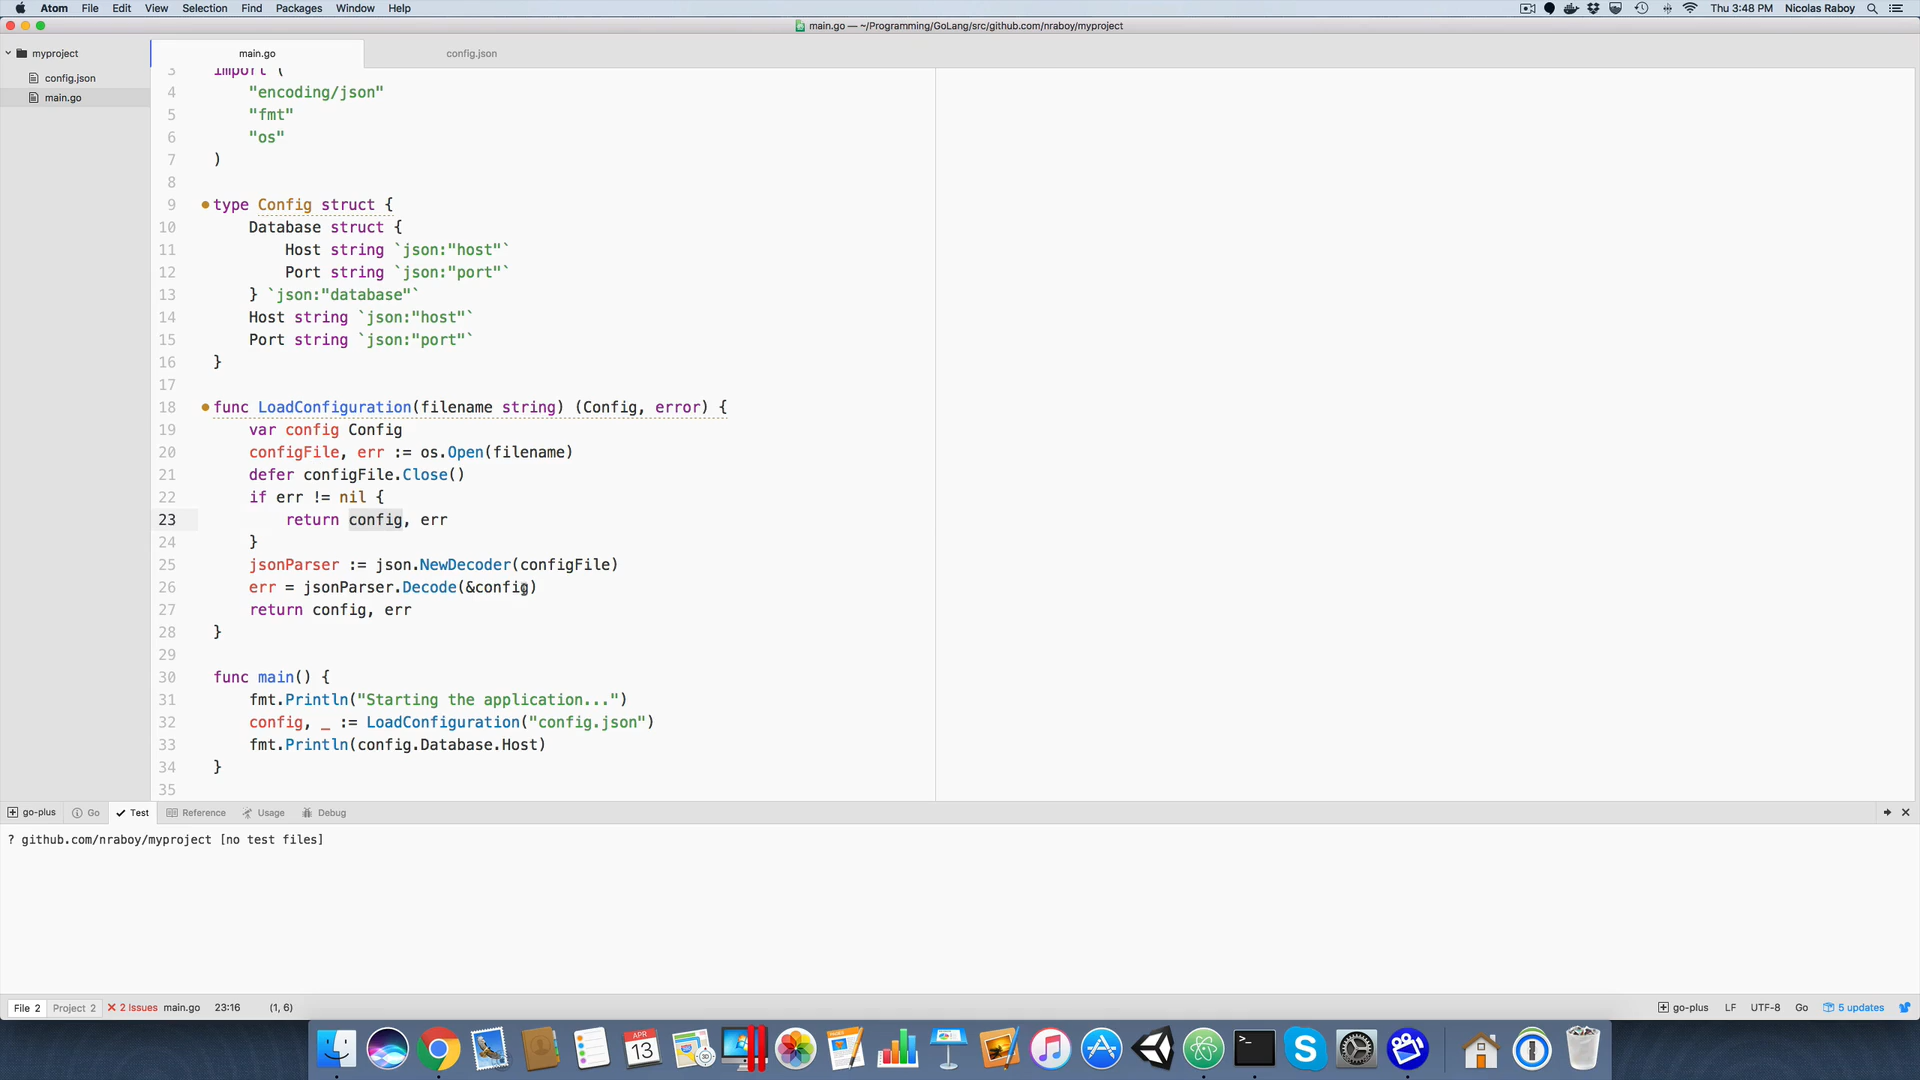 Atom File Edit View Selection Find Packages Window Help Thu 3:48 PM Nicolas Raboy
main.go — ~/Programming/GoLang/src/github.com/nraboy/myproject
myproject
config.json
main.go
main.go config.json
3 import (
4 "encoding/json"
5 "fmt"
6 "os"
7 )
8
9 type Config struct {
10 Database struct {
11 Host string `json:"host"`
12 Port string `json:"port"`
13 } `json:"database"`
14 Host string `json:"host"`
15 Port string `json:"port"`
16 }
17
18 func LoadConfiguration(filename string) (Config, error) {
19 var config Config
20 configFile, err := os.Open(filename)
21 defer configFile.Close()
22 if err != nil {
23 return config, err
24 }
25 jsonParser := json.NewDecoder(configFile)
26 err = jsonParser.Decode(&config)
27 return config, err
28 }
29
30 func main() {
31 fmt.Println("Starting the application...")
32 config, _ := LoadConfiguration("config.json")
33 fmt.Println(config.Database.Host)
34 }
35
go-plus Go Test Reference Usage Debug
? github.com/nraboy/myproject [no test files]
File 2 Project 2 2 Issues main.go 23:16 (1, 6) go-plus LF UTF-8 Go 5 updates
APR
13